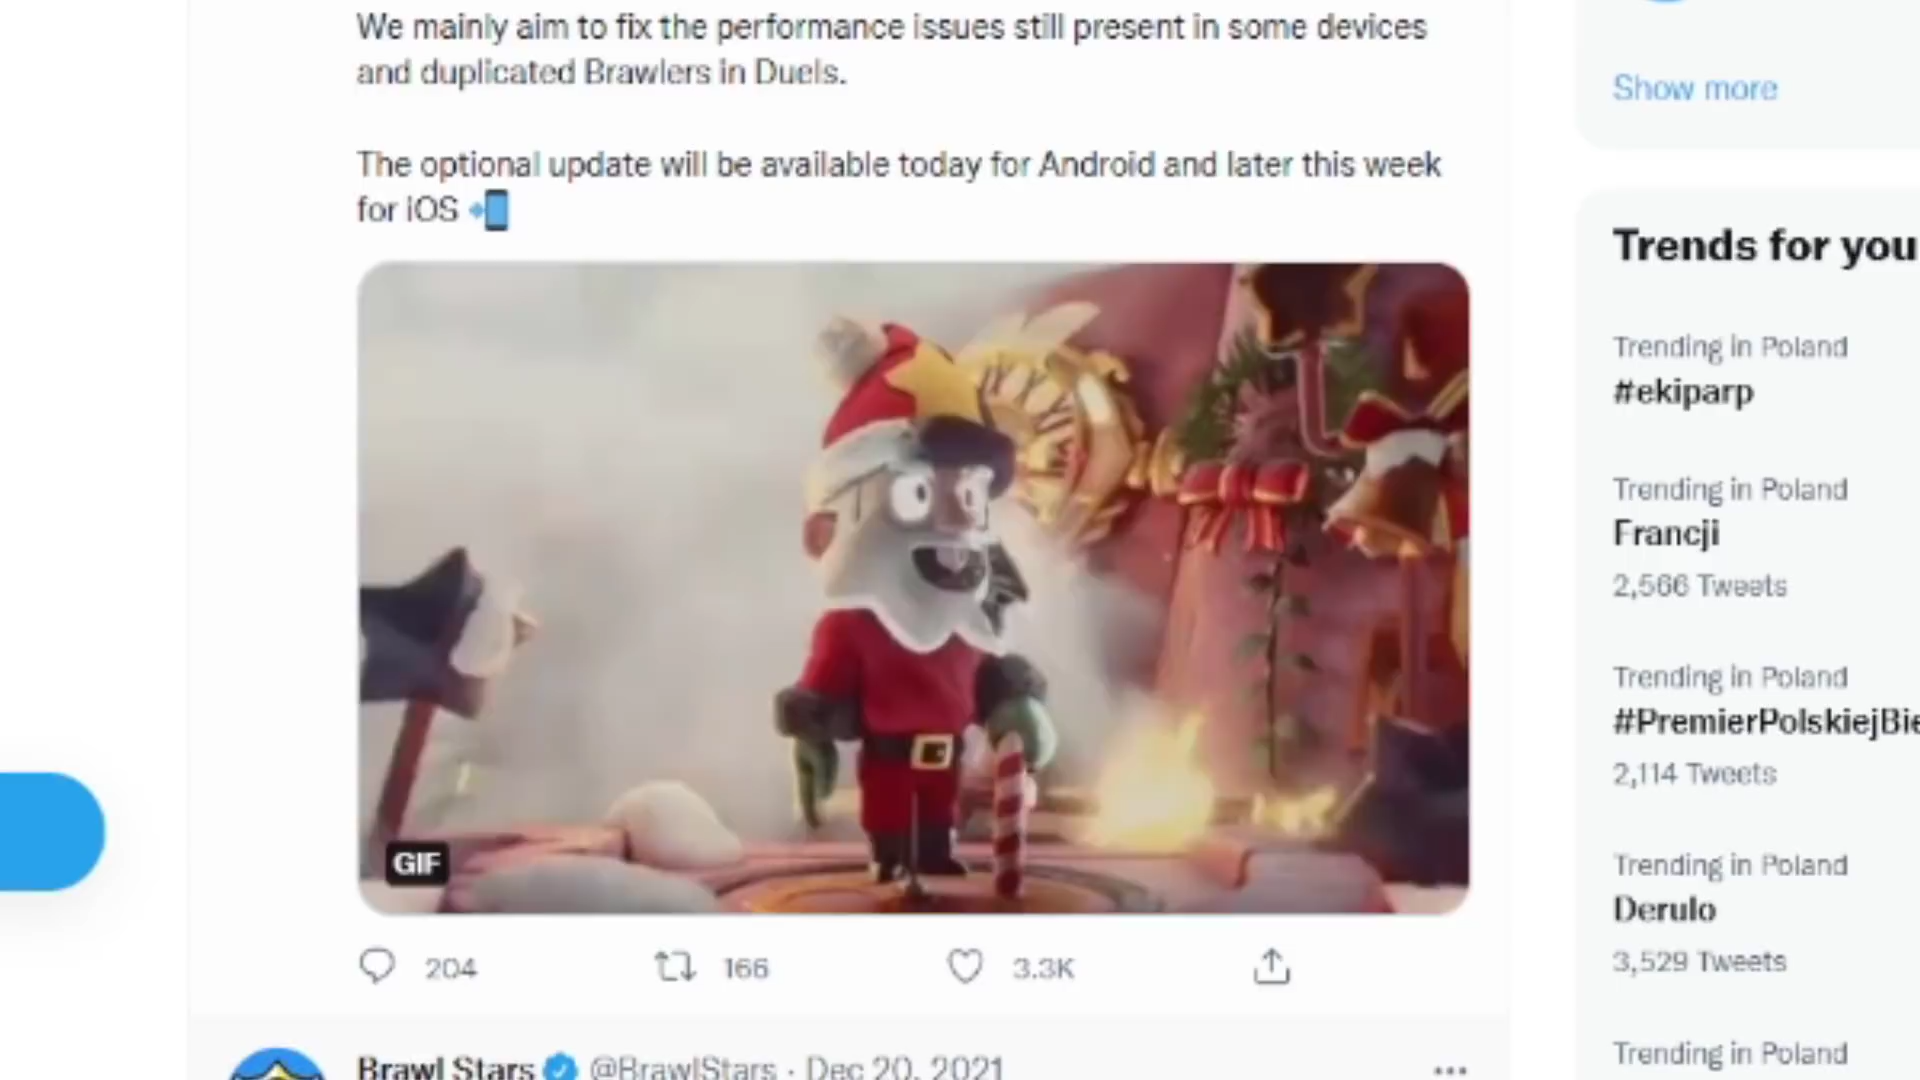 We mainly aim to fix the performance issues still present in some devices
and duplicated Brawlers in Duels.
The optional update will be available today for Android and later this week
for iOS
GIF
204
166
3.3K
Brawl Stars @BrawlStars · Dec 20, 2021
Show more
Trends for you
Trending in Poland
#ekiparp
Trending in Poland
Francji
2,566 Tweets
Trending in Poland
#PremierPolskiejBie
2,114 Tweets
Trending in Poland
Derulo
3,529 Tweets
Trending in Poland